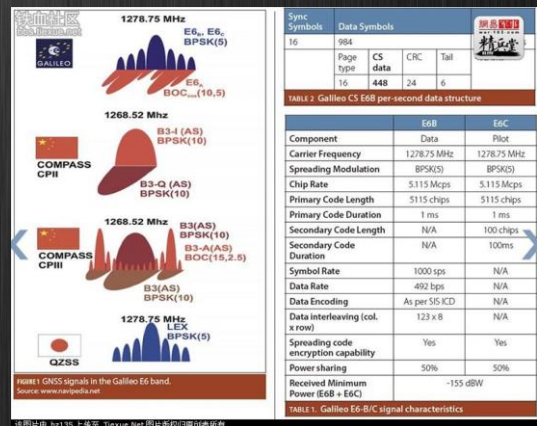 铁血社区
bbs.tiexue.net
1278.75 MHz
E6B, E6C
BPSK(5)
GALILEO
E6A
BOCcos(10,5)
1268.52 MHz
B3-I (AS)
BPSK(10)
COMPASS
CPII
B3-Q (AS)
BPSK(10)
1268.52 MHz
B3(AS)
BPSK(10)
B3-A(AS)
BOC(15,2.5)
COMPASS
CPIII
B3(AS)
BPSK(10)
1278.75 MHz
LEX
BPSK(5)
QZSS
FIGURE 1 GNSS signals in the Galileo E6 band.
Source: www.navipedia.net
Sync Symbols
Data Symbols
16 984
Page type CS data CRC Tail
16 448 24 6
TABLE 2 Galileo CS E6B per-second data structure
E6B E6C
Component Data Pilot
Carrier Frequency 1278.75 MHz 1278.75 MHz
Spreading Modulation BPSK(5) BPSK(5)
Chip Rate 5.115 Mcps 5.115 Mcps
Primary Code Length 5115 chips 5115 chips
Primary Code Duration 1 ms 1 ms
Secondary Code Length N/A 100 chips
Secondary Code Duration N/A 100ms
Symbol Rate 1000 sps N/A
Data Rate 492 bps N/A
Data Encoding As per SIS ICD N/A
Data interleaving (col. x row) 123 x 8 N/A
Spreading code encryption capability Yes Yes
Power sharing 50% 50%
Received Minimum Power (E6B + E6C) -155 dBW
TABLE 1. Galileo E6-B/C signal characteristics